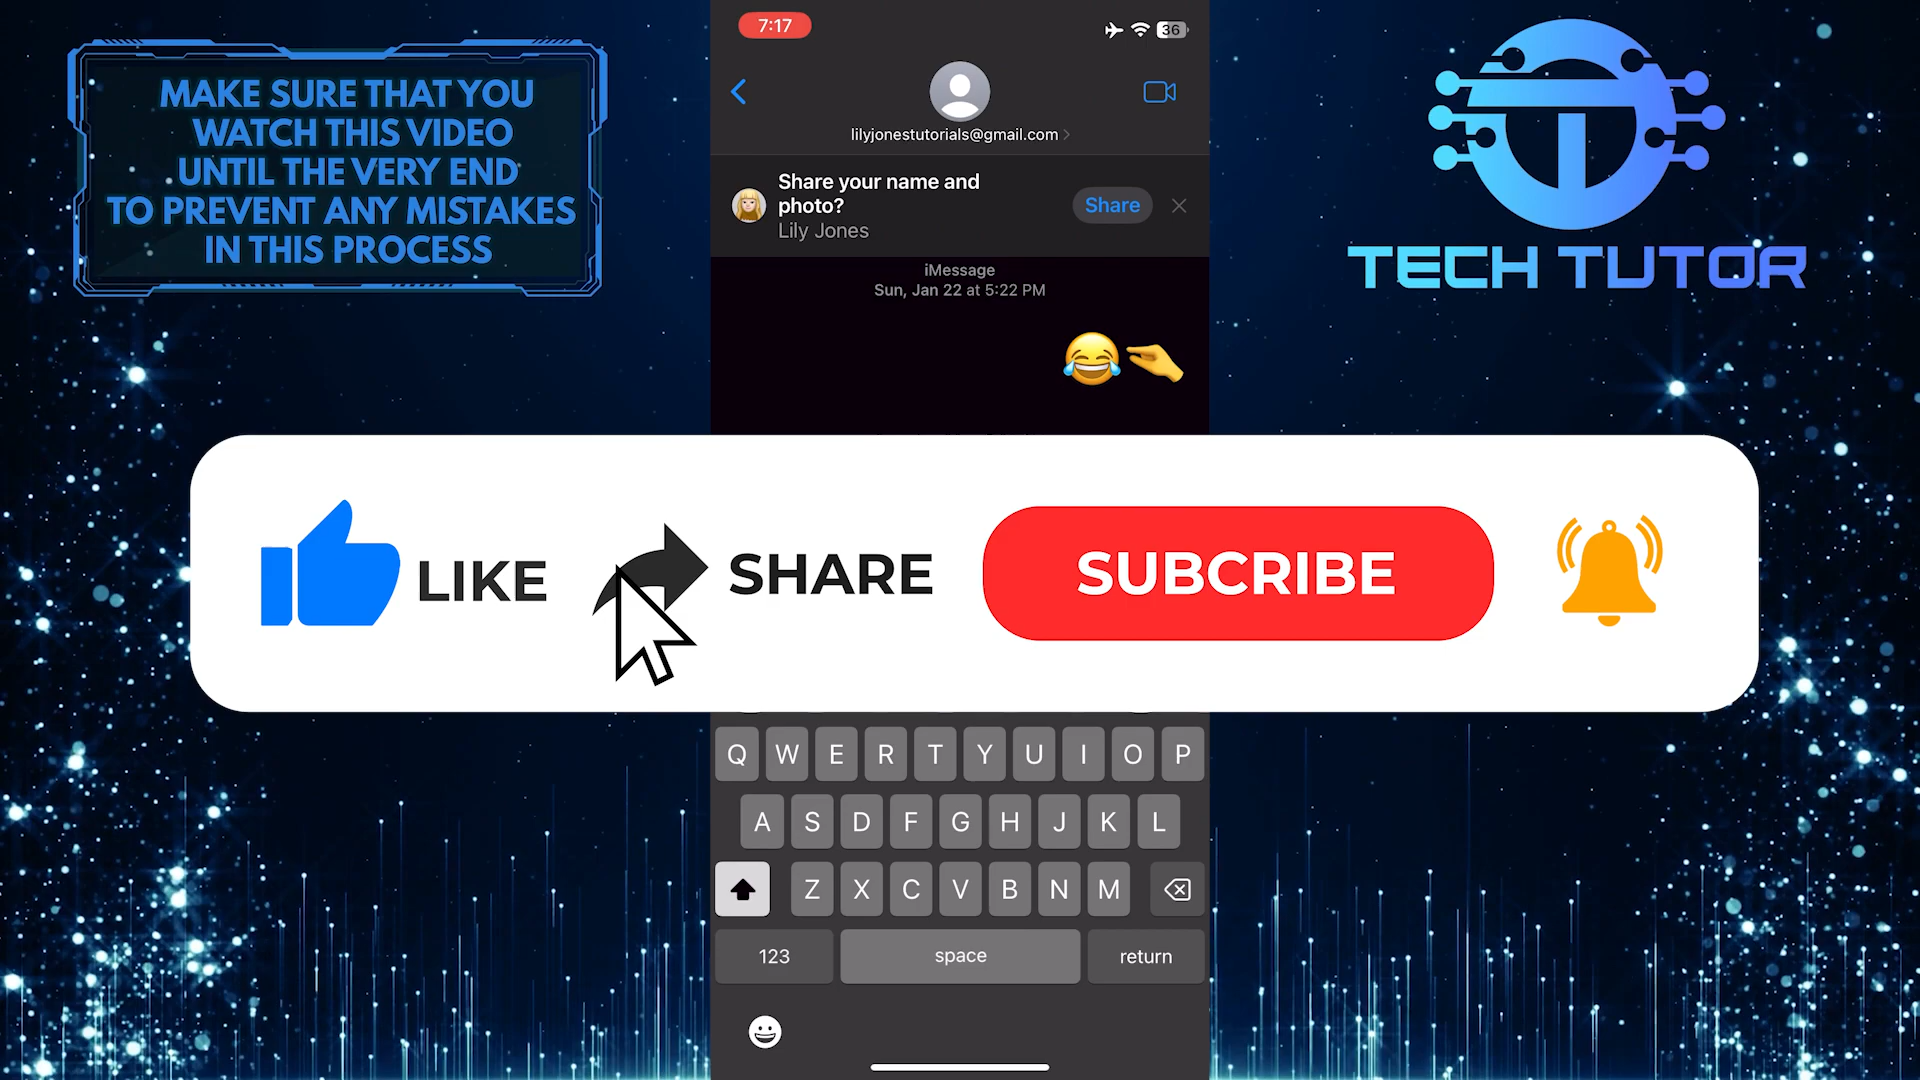 MAKE SURE THAT YOU
WATCH THIS VIDEO
UNTIL THE VERY END
TO PREVENT ANY MISTAKES
IN THIS PROCESS
7:17
36
lilyjonestutorials@gmail.com
Share your name and
photo?
Lily Jones
Share
iMessage
Sun, Jan 22 at 5:22 PM
TECH TUTOR
LIKE
SHARE
SUBCRIBE
Q W E R T Y U I O P
A S D F G H J K L
Z X C V B N M
123 space return